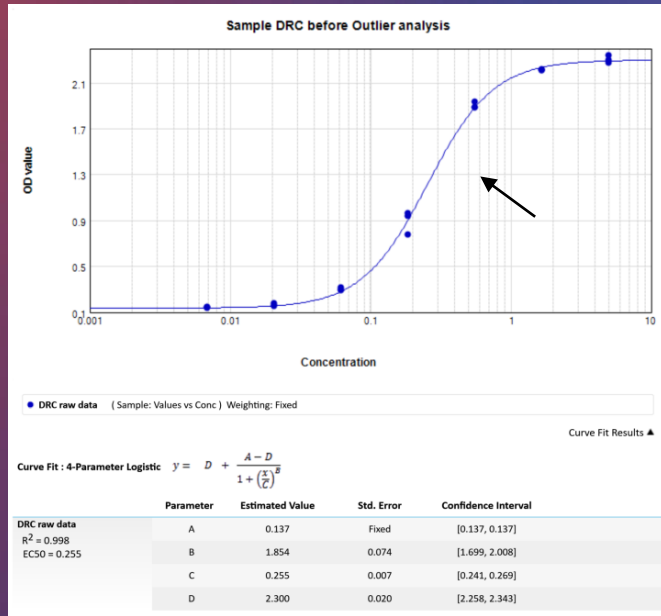 Sample DRC before Outlier analysis
OD value
2.1
1.7
1.3
0.9
0.5
0.1
0.001 0.01 0.1 1 10
Concentration
DRC raw data ( Sample: Values vs Conc ) Weighting: Fixed
Curve Fit Results ▲
Curve Fit : 4-Parameter Logistic y = D + \frac{A - D}{1 + (\frac{x}{C})^B}
Parameter Estimated Value Std. Error Confidence Interval
DRC raw data
R² = 0.998
EC50 = 0.255
A 0.137 Fixed [0.137, 0.137]
B 1.854 0.074 [1.699, 2.008]
C 0.255 0.007 [0.241, 0.269]
D 2.300 0.020 [2.258, 2.343]